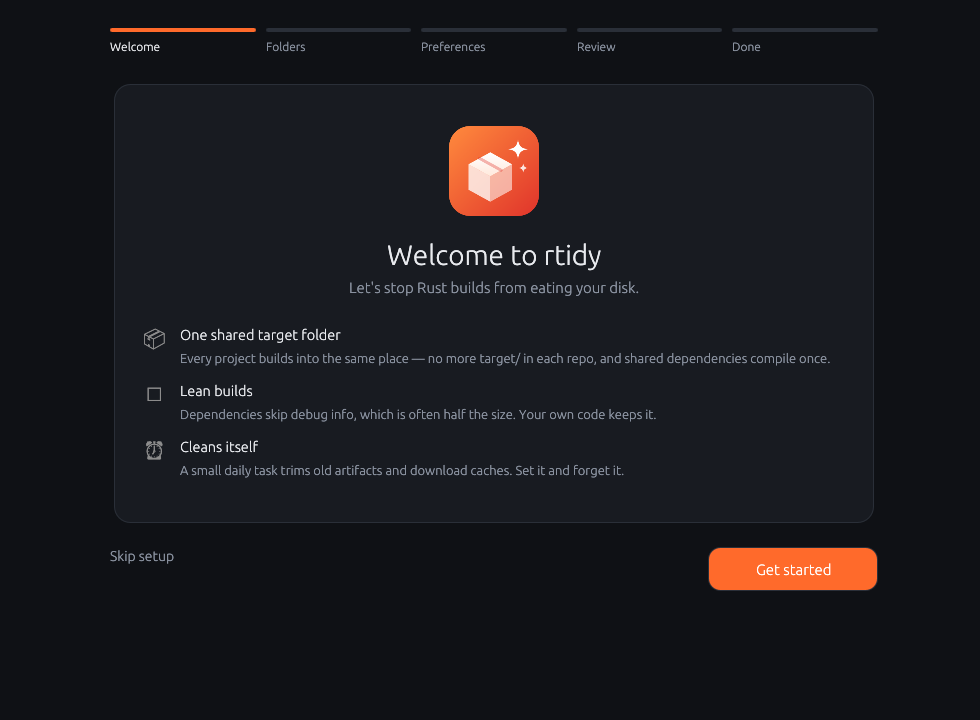 Welcome
Folders
Preferences
Review
Done
Welcome to rtidy
Let's stop Rust builds from eating your disk.
One shared target folder
Every project builds into the same place — no more target/ in each repo, and shared dependencies compile once.
Lean builds
Dependencies skip debug info, which is often half the size. Your own code keeps it.
Cleans itself
A small daily task trims old artifacts and download caches. Set it and forget it.
Skip setup
Get started